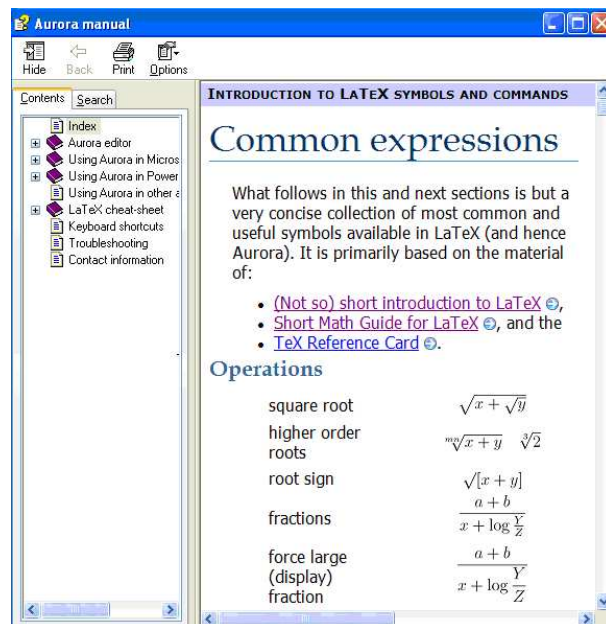 Aurora manual
Hide Back Print Options
Contents Search
Index
Aurora editor
Using Aurora in Micros
Using Aurora in Power
Using Aurora in other a
LaTeX cheat-sheet
Keyboard shortcuts
Troubleshooting
Contact information
INTRODUCTION TO LATEX SYMBOLS AND COMMANDS
Common expressions
What follows in this and next sections is but a
very concise collection of most common and
useful symbols available in LaTeX (and hence
Aurora). It is primarily based on the material
of:
• (Not so) short introduction to LaTeX ,
• Short Math Guide for LaTeX , and the
• TeX Reference Card .
Operations
square root √(x + √y)
higher order
roots ᵐⁿ√(x + y) ³√2
root sign √[x + y]
fractions (a + b)/(x + log Y/Z)
force large
(display)
fraction (a + b)/(x + log Y/Z)